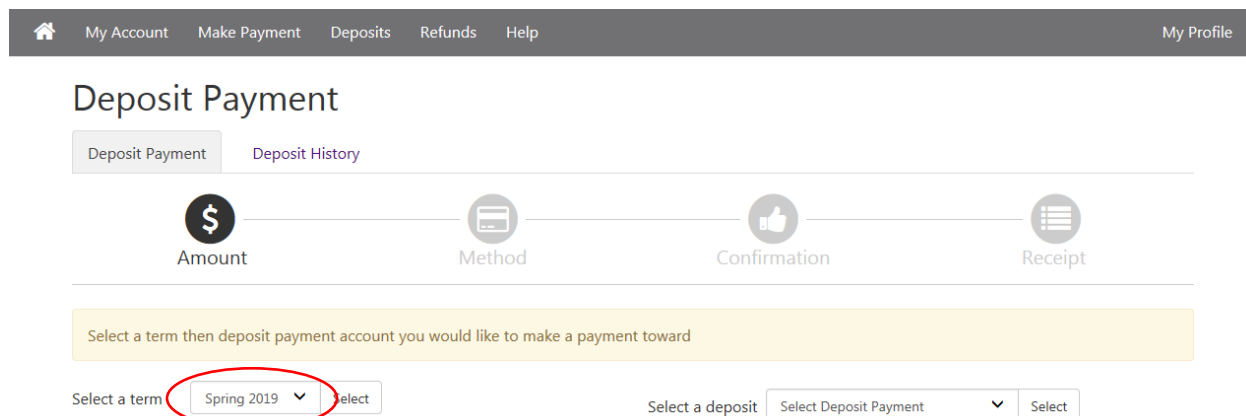 My Account Make Payment Deposits Refunds Help My Profile
Deposit Payment
Deposit Payment Deposit History
$
Amount Method Confirmation Receipt
Select a term then deposit payment account you would like to make a payment toward
Select a term Spring 2019 Select Select a deposit Select Deposit Payment Select